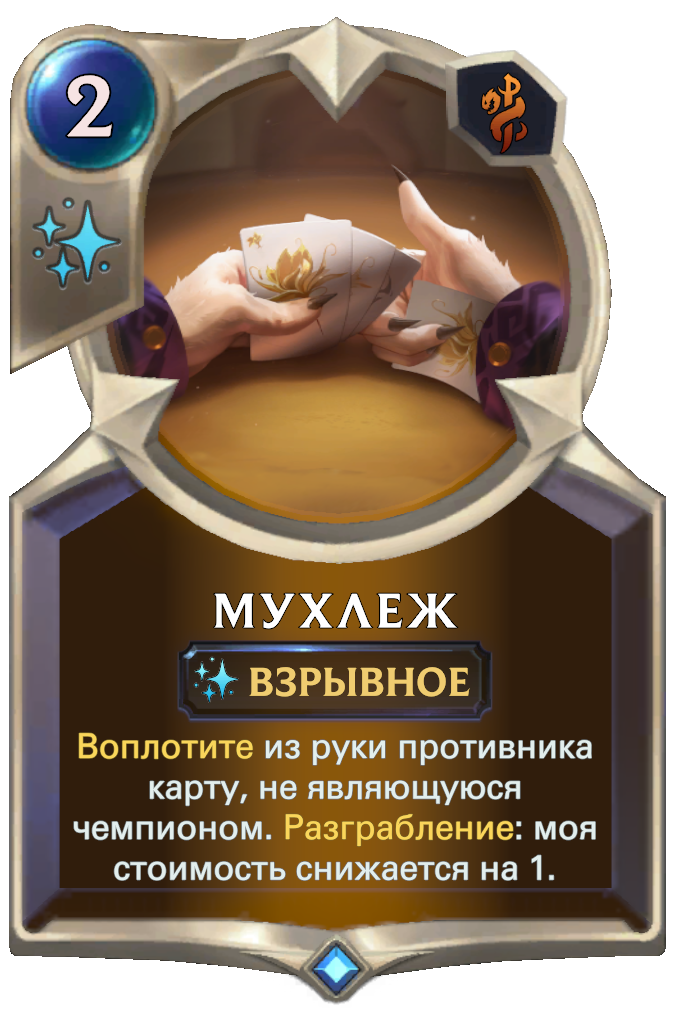 2
МУХЛЕЖ
ВЗРЫВНОЕ
Воплотите из руки противника
карту, не являющуюся
чемпионом. Разграбление: моя
стоимость снижается на 1.